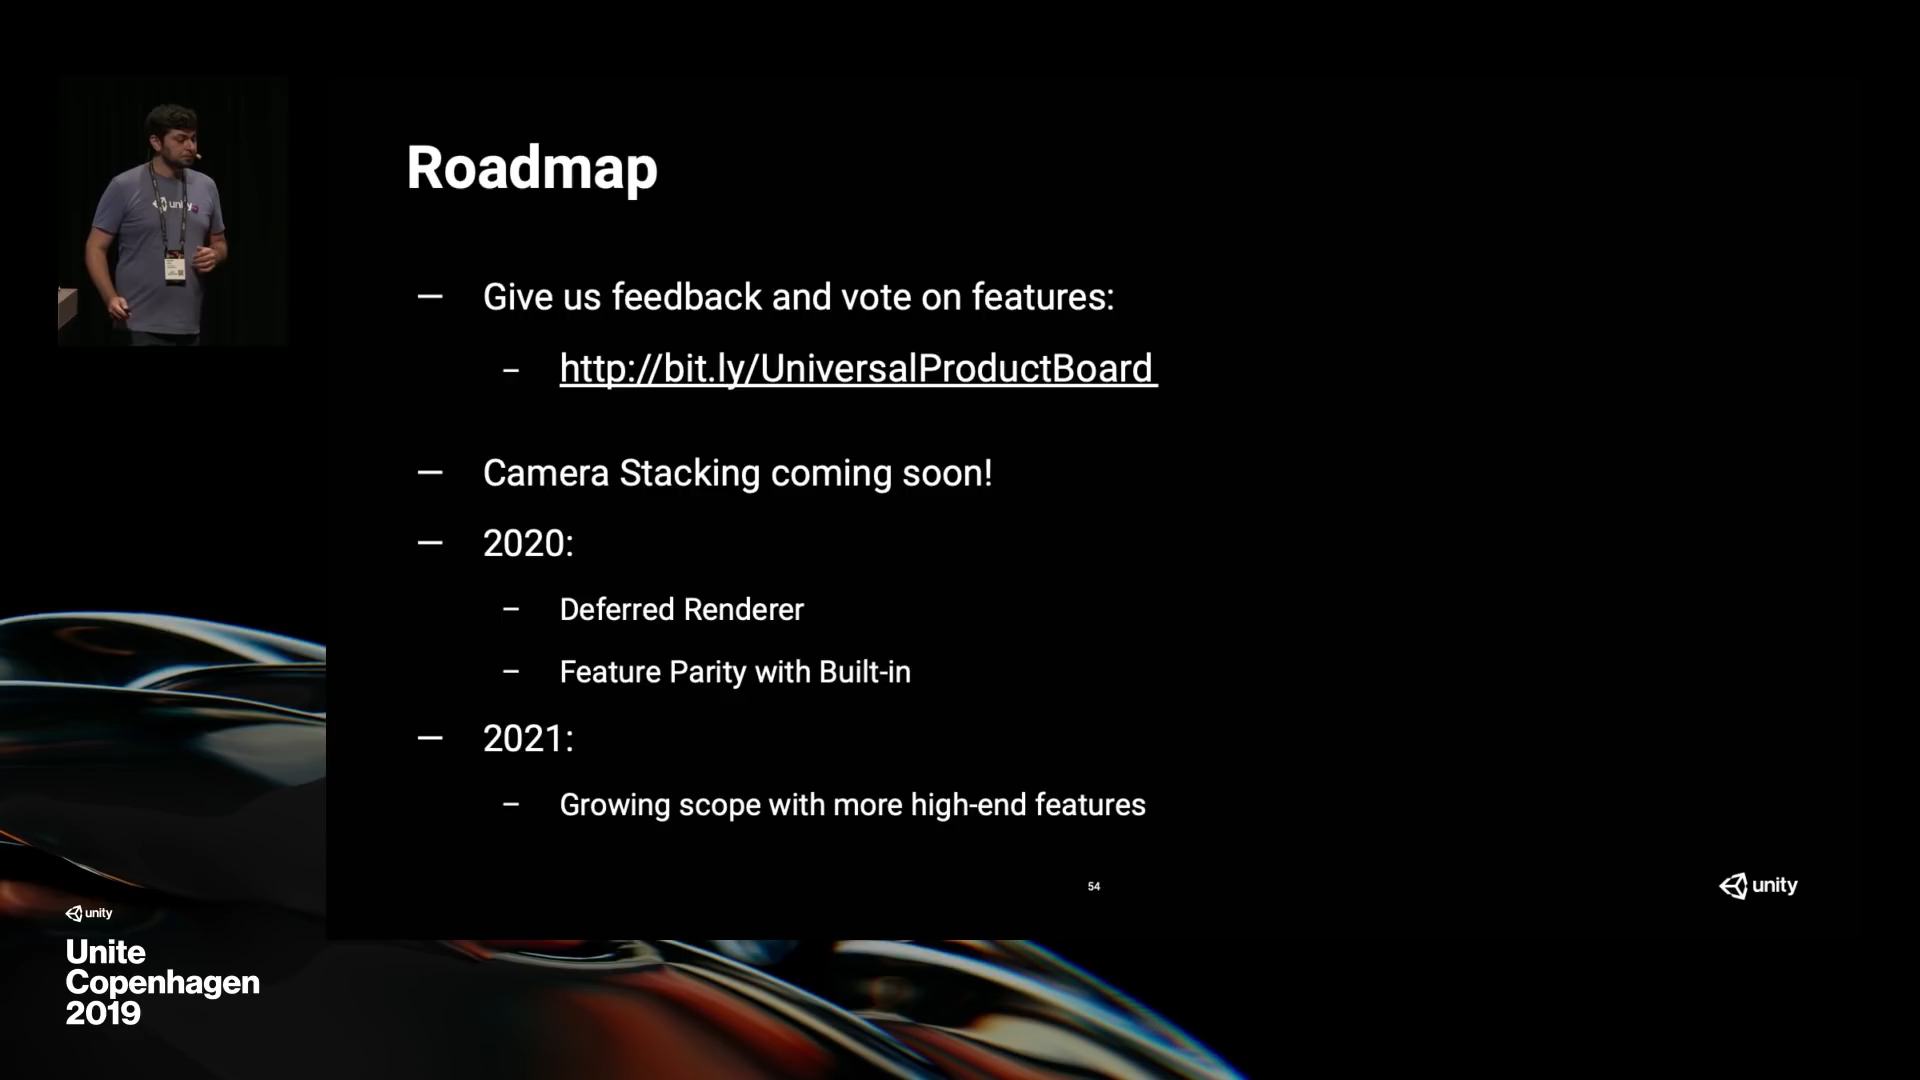 Roadmap
— Give us feedback and vote on features:
– http://bit.ly/UniversalProductBoard
— Camera Stacking coming soon!
— 2020:
– Deferred Renderer
– Feature Parity with Built-in
— 2021:
– Growing scope with more high-end features
54
unity
unity
unity
Unite
Copenhagen
2019